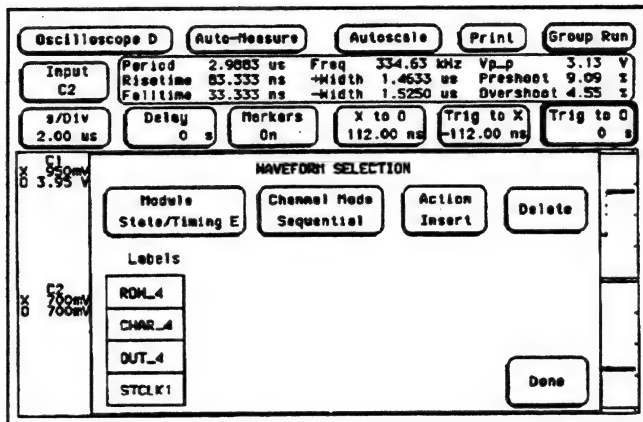 Oscilloscope D Auto-Measure Autoscale Print Group Run
Input C2
Period 2.9883 us Freq 334.63 kHz Vp_p 3.13 V
Risetime 83.333 ns +Width 1.4633 us Preshoot 9.09 %
Falltime 33.333 ns -Width 1.5250 us Overshoot 4.55 %
s/Div 2.00 us
Delay 0 s
Markers On
X to O 112.00 ns
Trig to X -112.00 ns
Trig to O 0 s
C1
X 950mV
O 3.95 V
WAVEFORM SELECTION
Module State/Timing E
Channel Mode Sequential
Action Insert
Delete
Labels
ROW_4
CHAR_4
OUT_4
STCLK1
C2
X 700mV
O 700mV
Done